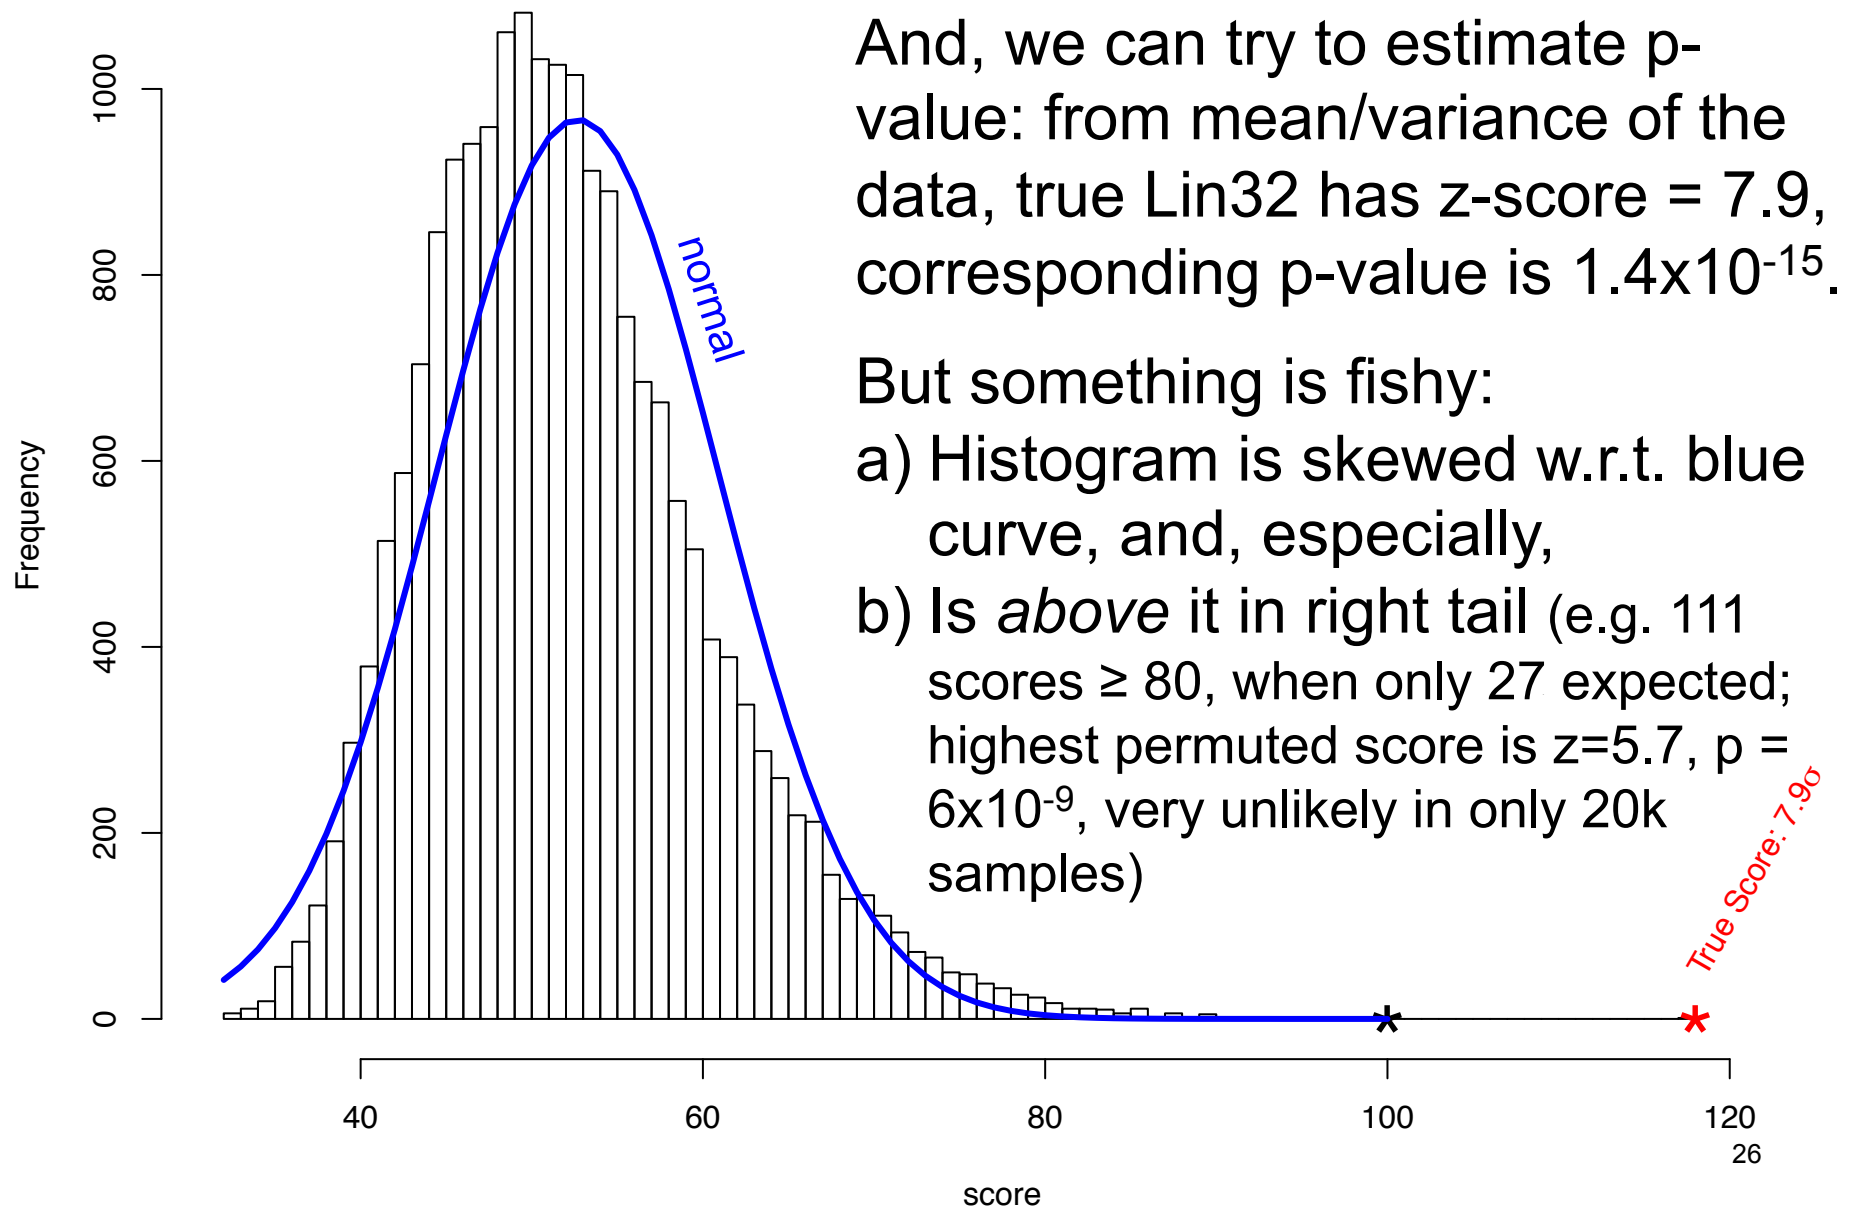 And, we can try to estimate p-
value: from mean/variance of the
data, true Lin32 has z-score = 7.9,
corresponding p-value is 1.4x10⁻¹⁵.
But something is fishy:
a) Histogram is skewed w.r.t. blue
curve, and, especially,
b) Is above it in right tail (e.g. 111
scores ≥ 80, when only 27 expected;
highest permuted score is z=5.7, p =
6x10⁻⁹, very unlikely in only 20k
samples)
normal
True Score: 7.9σ
*
*
Frequency
1000
800
600
400
200
0
40
60
80
100
120
score
26